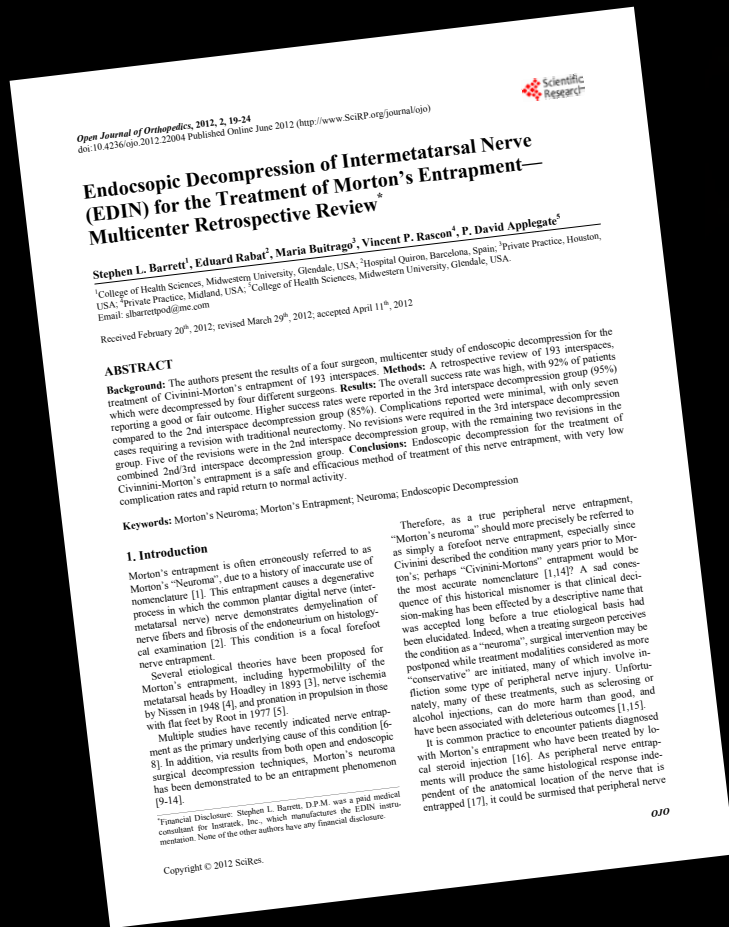 Scientific
Research
Open Journal of Orthopedics, 2012, 2, 19-24
doi:10.4236/ojo.2012.22004 Published Online June 2012 (http://www.SciRP.org/journal/ojo)
Endocsopic Decompression of Intermetatarsal Nerve
(EDIN) for the Treatment of Morton's Entrapment—
Multicenter Retrospective Review*
Stephen L. Barrett1, Eduard Rabat2, Maria Buitrago3, Vincent P. Rascon4, P. David Applegate5
1College of Health Sciences, Midwestern University, Glendale, USA; 2Hospital Quiron, Barcelona, Spain; 3Private Practice, Houston,
USA; 4Private Practice, Midland, USA; 5College of Health Sciences, Midwestern University, Glendale, USA.
Email: slbarrettpod@me.com
Received February 20th, 2012; revised March 29th, 2012; accepted April 11th, 2012
ABSTRACT
Background: The authors present the results of a four surgeon, multicenter study of endoscopic decompression for the
treatment of Civinini-Morton's entrapment of 193 interspaces. Methods: A retrospective review of 193 interspaces,
which were decompressed by four different surgeons. Results: The overall success rate was high, with 92% of patients
reporting a good or fair outcome. Higher success rates were reported in the 3rd interspace decompression group (95%)
compared to the 2nd interspace decompression group (85%). Complications reported were minimal, with only seven
cases requiring a revision with traditional neurectomy. No revisions were required in the 3rd interspace decompression
group. Five of the revisions were in the 2nd interspace decompression group, with the remaining two revisions in the
combined 2nd/3rd interspace decompression group. Conclusions: Endoscopic decompression for the treatment of
Civinnini-Morton's entrapment is a safe and efficacious method of treatment of this nerve entrapment, with very low
complication rates and rapid return to normal activity.
Keywords: Morton's Neuroma; Morton's Entrapment; Neuroma; Endoscopic Decompression
1. Introduction
Morton's entrapment is often erroneously referred to as
Morton's "Neuroma", due to a history of inaccurate use of
nomenclature [1]. This entrapment causes a degenerative
process in which the common plantar digital nerve (inter-
metatarsal nerve) nerve demonstrates demyelination of
nerve fibers and fibrosis of the endoneurium on histology-
cal examination [2]. This condition is a focal forefoot
nerve entrapment.
Several etiological theories have been proposed for
Morton's entrapment, including hypermobililty of the
metatarsal heads by Hoadley in 1893 [3], nerve ischemia
by Nissen in 1948 [4], and pronation in propulsion in those
with flat feet by Root in 1977 [5].
Multiple studies have recently indicated nerve entrap-
ment as the primary underlying cause of this condition [6-
8]. In addition, via results from both open and endoscopic
surgical decompression techniques, Morton's neuroma
has been demonstrated to be an entrapment phenomenon
[9-14].
*Financial Disclosure: Stephen L. Barrett, D.P.M. was a paid medical
consultant for Instratek, Inc., which manufactures the EDIN instru-
mentation. None of the other authors have any financial disclosure.
Therefore, as a true peripheral nerve entrapment,
"Morton's neuroma" should more precisely be referred to
as simply a forefoot nerve entrapment, especially since
Civinini described the condition many years prior to Mor-
ton's; perhaps "Civinini-Mortons" entrapment would be
the most accurate nomenclature [1,14]? A sad cones-
quence of this historical misnomer is that clinical deci-
sion-making has been effected by a descriptive name that
was accepted long before a true etiological basis had
been elucidated. Indeed, when a treating surgeon perceives
the condition as a "neuroma", surgical intervention may be
postponed while treatment modalities considered as more
"conservative" are initiated, many of which involve in-
fliction some type of peripheral nerve injury. Unfortu-
nately, many of these treatments, such as sclerosing or
alcohol injections, can do more harm than good, and
have been associated with deleterious outcomes [1,15].
It is common practice to encounter patients diagnosed
with Morton's entrapment who have been treated by lo-
cal steroid injection [16]. As peripheral nerve entrap-
ments will produce the same histological response inde-
pendent of the anatomical location of the nerve that is
entrapped [17], it could be surmised that peripheral nerve
Copyright © 2012 SciRes.
OJO